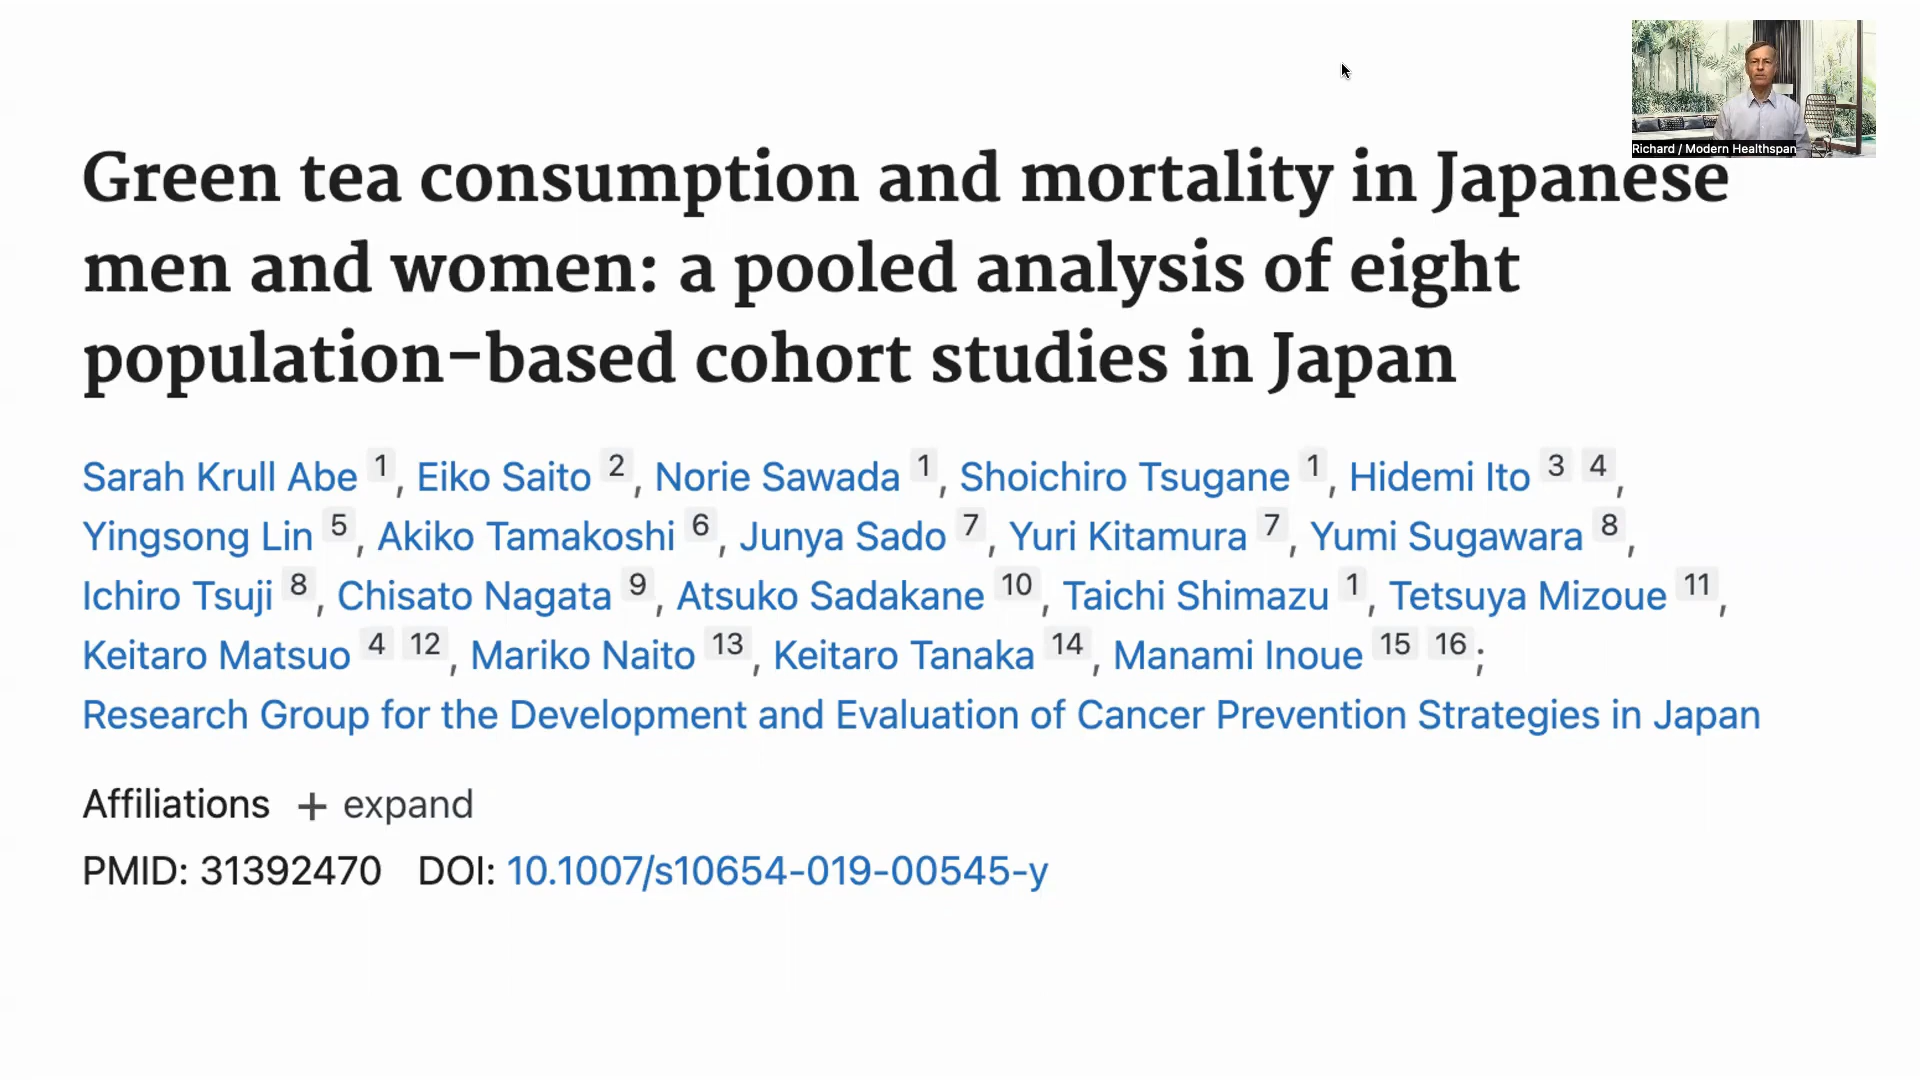 Richard / Modern Healthspan
Green tea consumption and mortality in Japanese
men and women: a pooled analysis of eight
population-based cohort studies in Japan
Sarah Krull Abe 1, Eiko Saito 2, Norie Sawada 1, Shoichiro Tsugane 1, Hidemi Ito 3 4,
Yingsong Lin 5, Akiko Tamakoshi 6, Junya Sado 7, Yuri Kitamura 7, Yumi Sugawara 8,
Ichiro Tsuji 8, Chisato Nagata 9, Atsuko Sadakane 10, Taichi Shimazu 1, Tetsuya Mizoue 11,
Keitaro Matsuo 4 12, Mariko Naito 13, Keitaro Tanaka 14, Manami Inoue 15 16;
Research Group for the Development and Evaluation of Cancer Prevention Strategies in Japan
Affiliations + expand
PMID: 31392470 DOI: 10.1007/s10654-019-00545-y